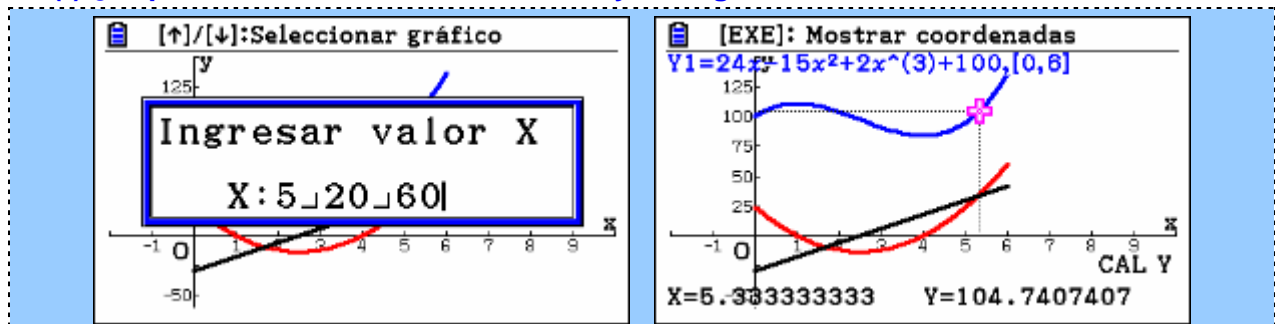 [↑]/[↓]:Seleccionar gráfico
y
125
Ingresar valor X
X:5⌟20⌟60
x
-1 O 1 2 3 4 5 6 7 8 9
-50
[EXE]: Mostrar coordenadas
Y1=24x-15x²+2x^(3)+100,[0,6]
y
125
100
75
50
25
x
-1 O 1 2 3 4 5 6 7 8 9
CAL Y
X=5.333333333 Y=104.7407407